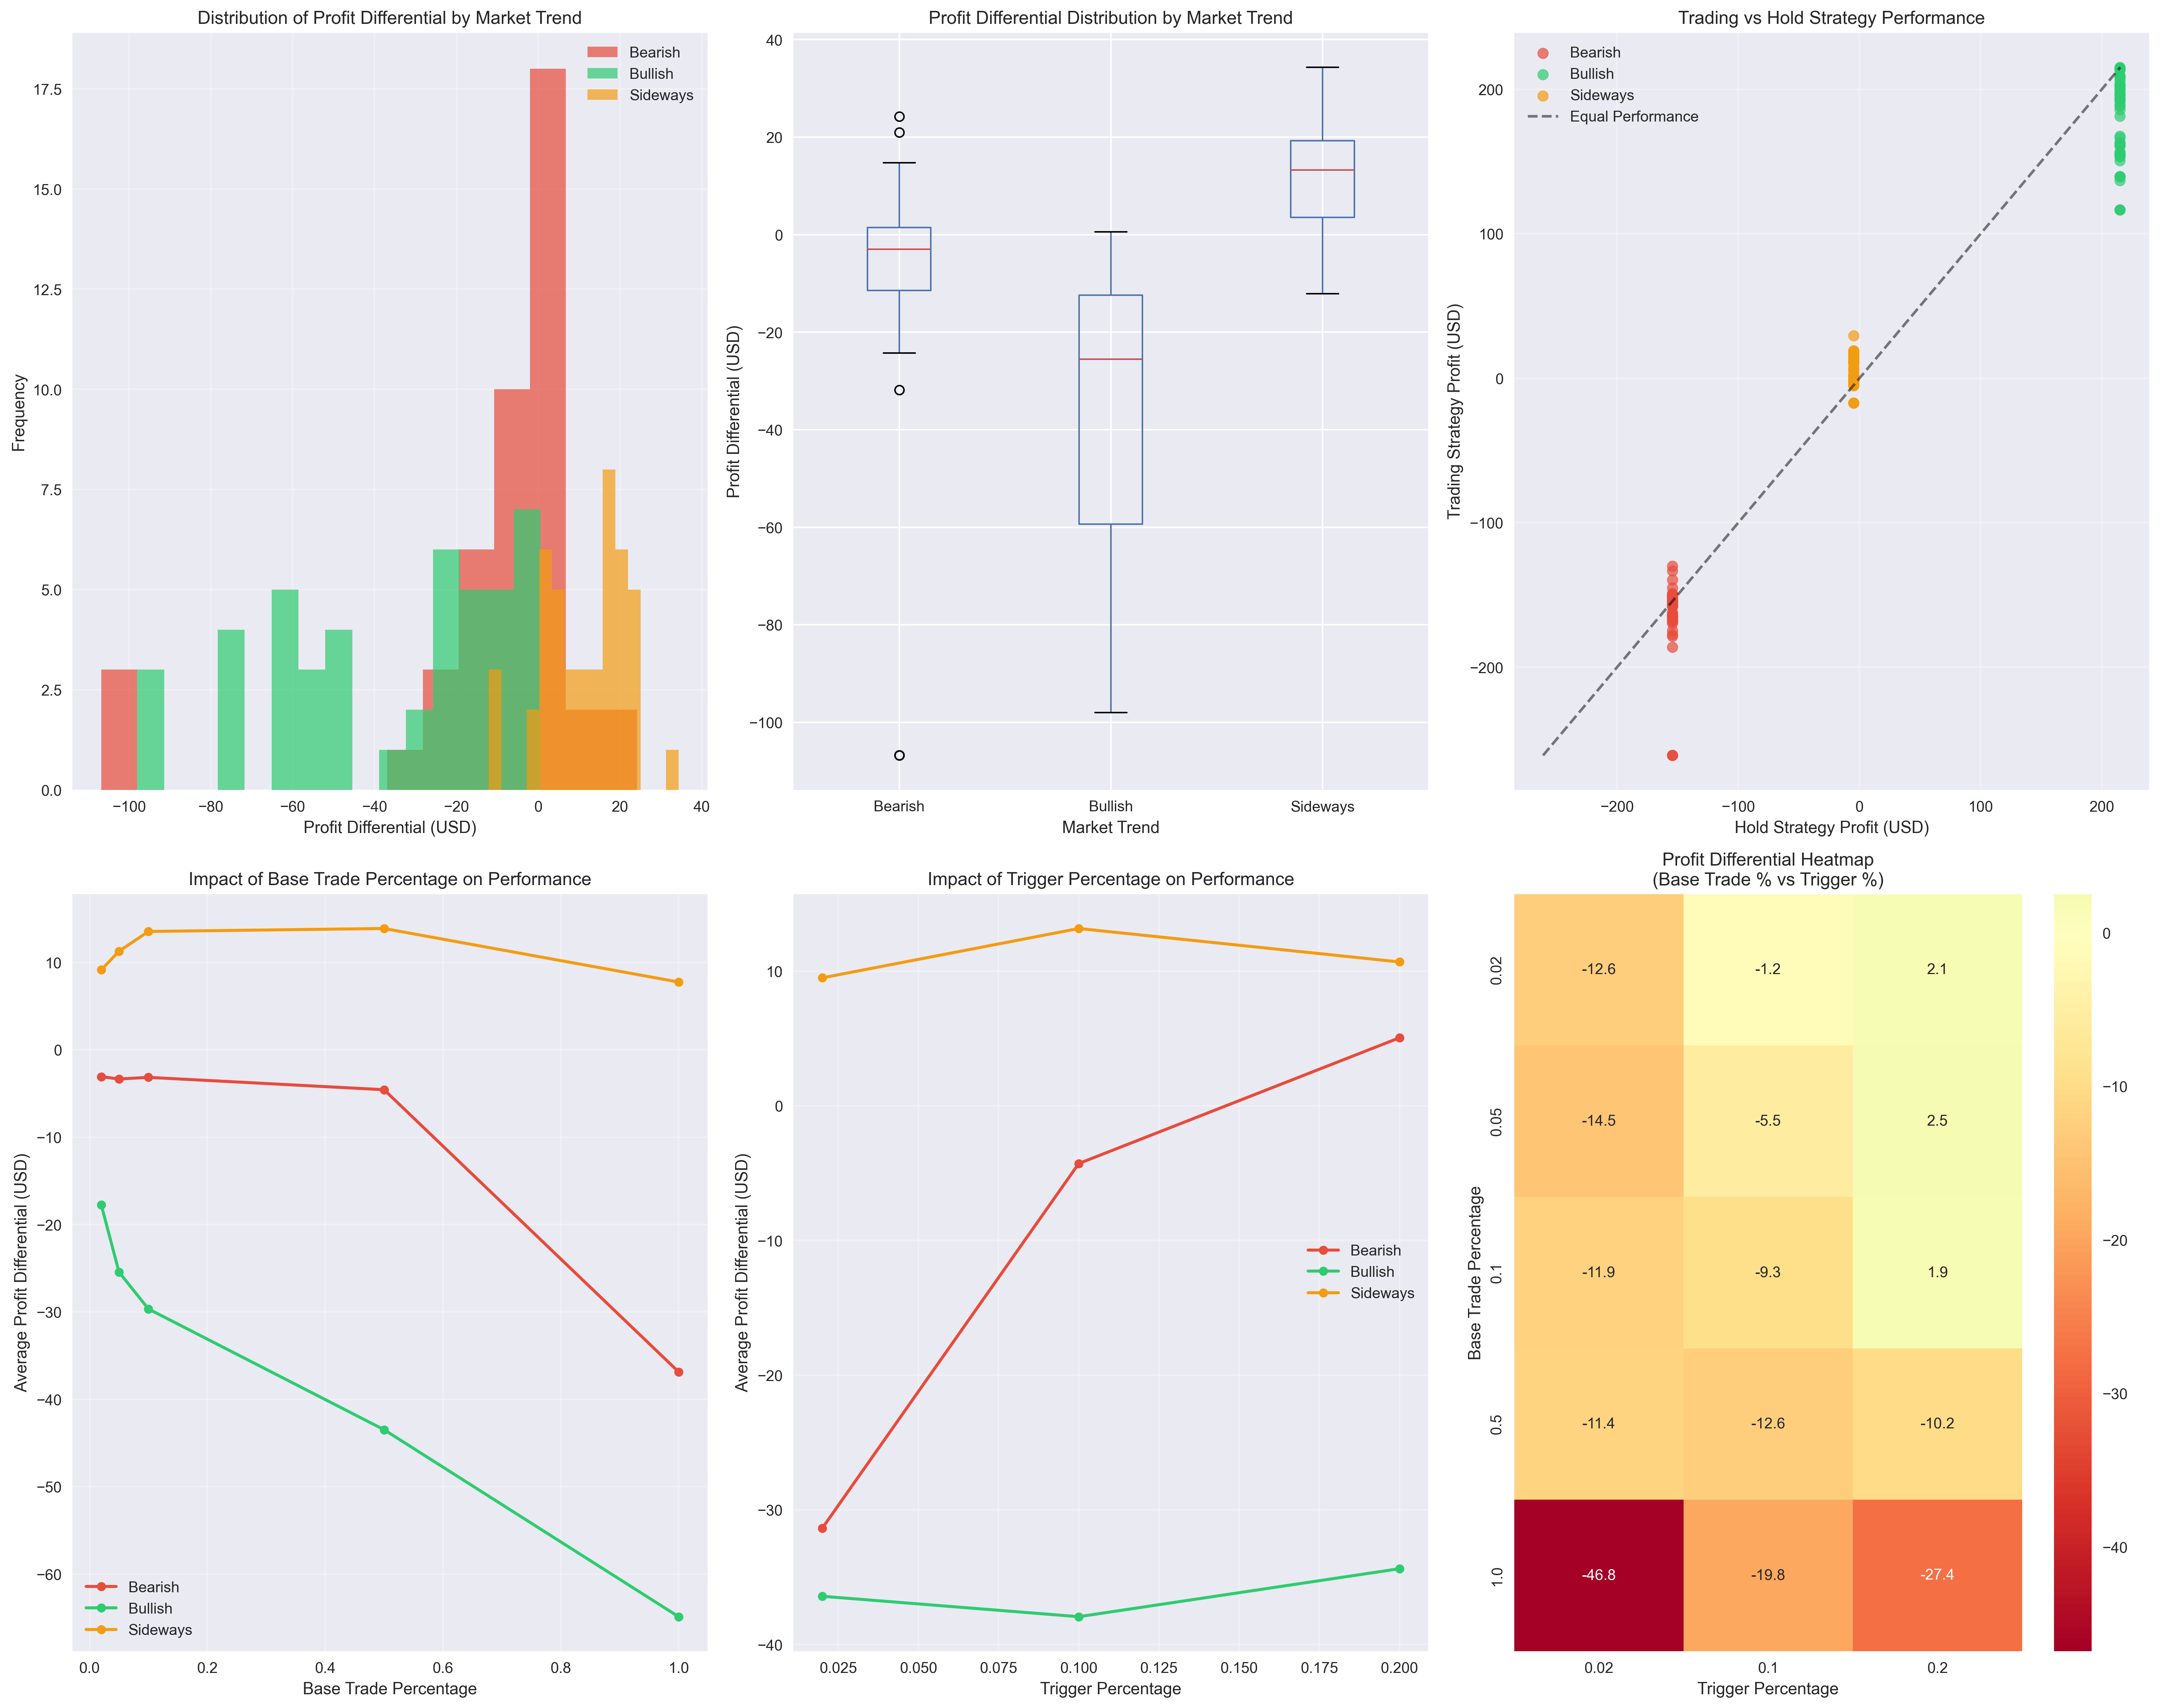 Distribution of Profit Differential by Market Trend
Bearish
Bullish
Sideways
17.5
15.0
12.5
10.0
7.5
5.0
2.5
0.0
Frequency
−100
−80
−60
−40
−20
0
20
40
Profit Differential (USD)
Profit Differential Distribution by Market Trend
40
20
0
−20
−40
−60
−80
−100
Profit Differential (USD)
Bearish
Bullish
Sideways
Market Trend
Trading vs Hold Strategy Performance
Bearish
Bullish
Sideways
Equal Performance
200
100
0
−100
−200
Trading Strategy Profit (USD)
−200
−100
0
100
200
Hold Strategy Profit (USD)
Impact of Base Trade Percentage on Performance
10
0
−10
−20
−30
−40
−50
−60
Average Profit Differential (USD)
Bearish
Bullish
Sideways
0.0
0.2
0.4
0.6
0.8
1.0
Base Trade Percentage
Impact of Trigger Percentage on Performance
10
0
−10
−20
−30
−40
Average Profit Differential (USD)
Bearish
Bullish
Sideways
0.025
0.050
0.075
0.100
0.125
0.150
0.175
0.200
Trigger Percentage
Profit Differential Heatmap
(Base Trade % vs Trigger %)
0.02
-12.6
-1.2
2.1
0.05
-14.5
-5.5
2.5
0.1
-11.9
-9.3
1.9
0.5
-11.4
-12.6
-10.2
1.0
-46.8
-19.8
-27.4
Base Trade Percentage
0.02
0.1
0.2
Trigger Percentage
0
−10
−20
−30
−40